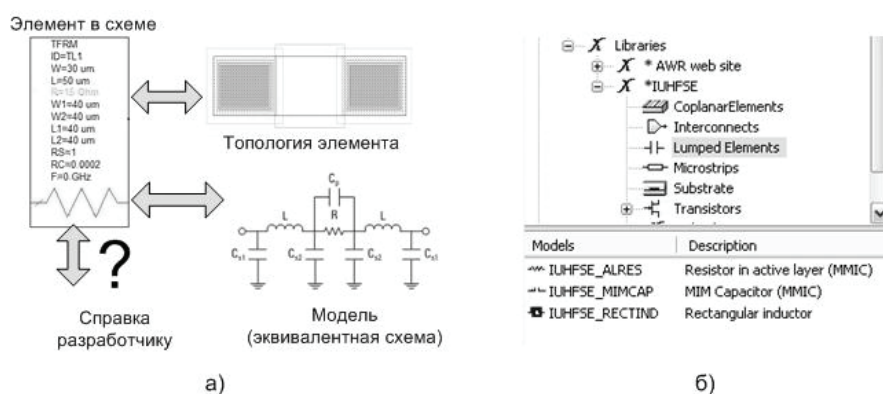 Элемент в схеме
TFRM
ID=TL1
W=30 um
L=50 um
R=15 Ohm
W1=40 um
W2=40 um
L1=40 um
L2=40 um
RS=1
RC=0.0002
F=0 GHz
?
Справка
разработчику
Топология элемента
Cp
L
R
L
Cs1
Cs2
Cs2
Cs1
Модель
(эквивалентная схема)
а)
Libraries
* AWR web site
*IUHFSE
CoplanarElements
Interconnects
Lumped Elements
Microstrips
Substrate
Transistors
Models
Description
IUHFSE_ALRES
Resistor in active layer (MMIC)
IUHFSE_MIMCAP
MIM Capacitor (MMIC)
IUHFSE_RECTIND
Rectangular inductor
б)